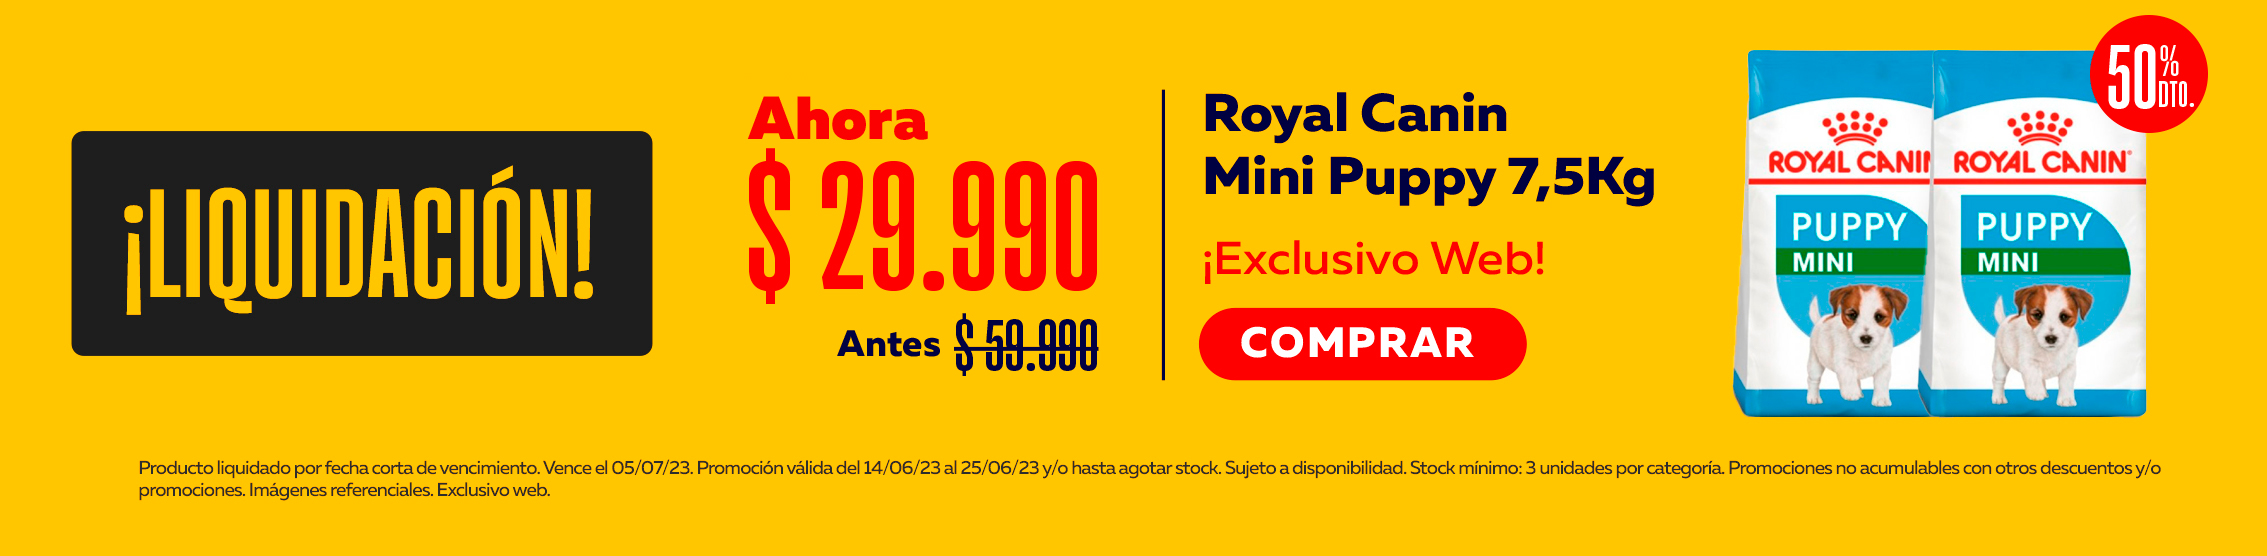 ¡LIQUIDACIÓN!
Ahora
$ 29.990
Antes $ 59.990
Royal Canin
Mini Puppy 7,5Kg
¡Exclusivo Web!
COMPRAR
ROYAL CANIN
PUPPY
MINI
ROYAL CANIN
PUPPY
MINI
50% DTO.
Producto liquidado por fecha corta de vencimiento. Vence el 05/07/23. Promoción válida del 14/06/23 al 25/06/23 y/o hasta agotar stock. Sujeto a disponibilidad. Stock mínimo: 3 unidades por categoría. Promociones no acumulables con otros descuentos y/o
promociones. Imágenes referenciales. Exclusivo web.